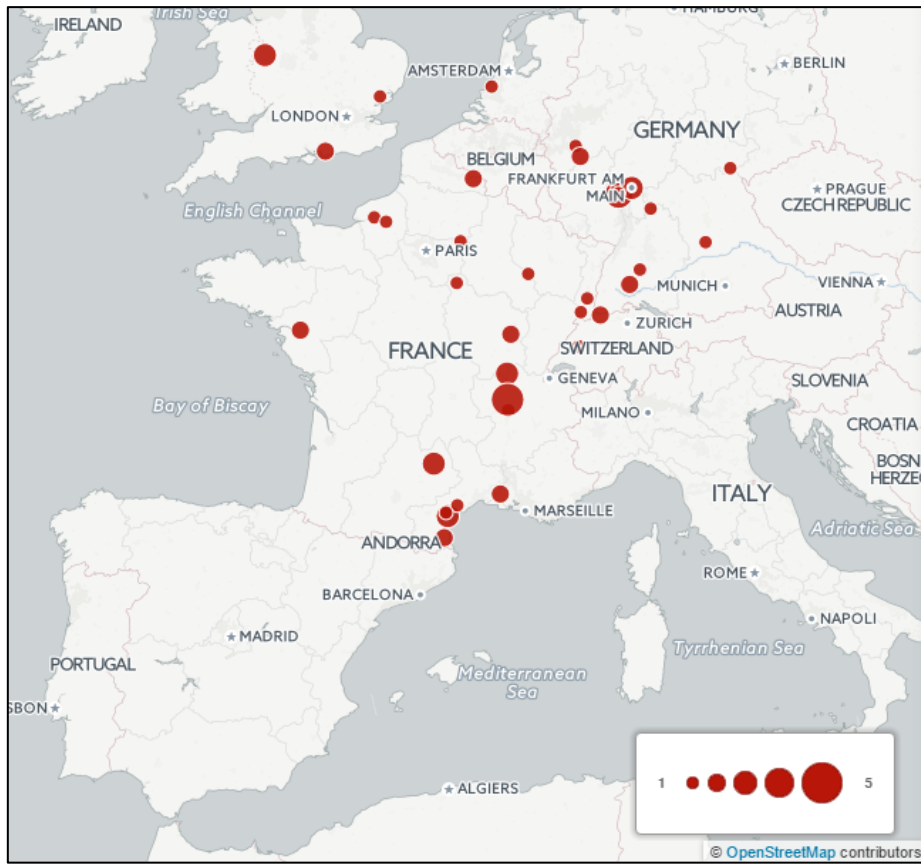 Irish Sea
HAMBURG
IRELAND
AMSTERDAM
BERLIN
LONDON
GERMANY
BELGIUM
FRANKFURT AM
MAIN
PRAGUE
CZECH REPUBLIC
English Channel
PARIS
MUNICH
VIENNA
AUSTRIA
ZURICH
FRANCE
SWITZERLAND
GENEVA
SLOVENIA
Bay of Biscay
MILANO
CROATIA
BOSN
HERZEG
ITALY
MARSEILLE
Adriatic Sea
ANDORRA
ROME
BARCELONA
NAPOLI
MADRID
Tyrrhenian Sea
PORTUGAL
Mediterranean
Sea
SBON
1 5
ALGIERS
© OpenStreetMap contributors